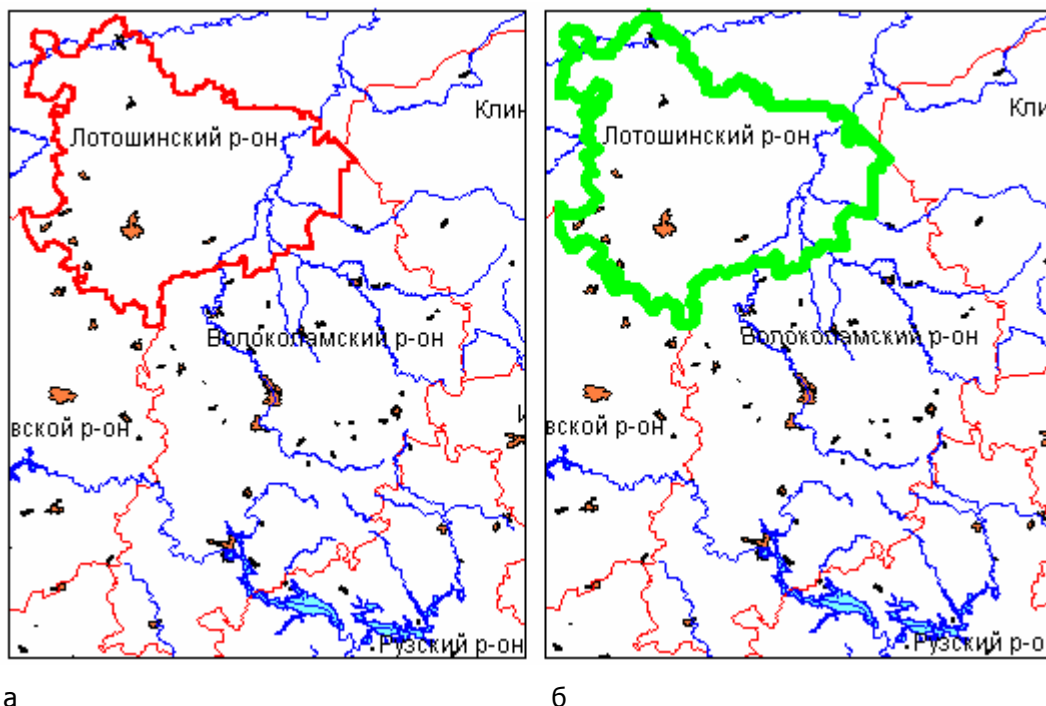 Клин
Лотошинский р-он
Волоколамский р-он
вской р-он
И
Рузский р-он
Кли
Лотошинский р-он
Волоколамский р-он
вской р-он
Рузский р-о
а
б